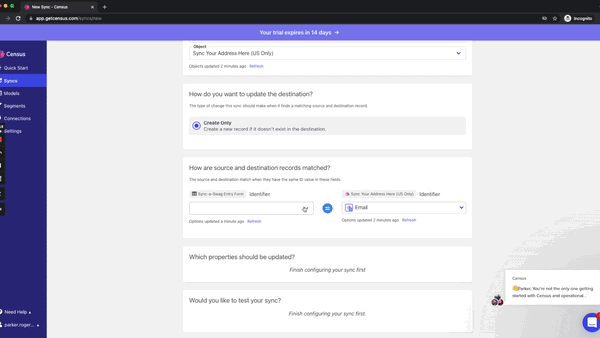 New Sync - Census
app.getcensus.com/syncs/new
Incognito
Your trial expires in 14 days →
Census
Quick Start
Syncs
Models
Segments
Connections
Settings
Need Help
parker.roger...
Object
Sync Your Address Here (US Only)
Objects updated 2 minutes ago Refresh
How do you want to update the destination?
The type of change this sync should make when it finds a matching source and destination record.
Create Only
Create a new record if it doesn't exist in the destination.
How are source and destination records matched?
The source and destination match when they have the same ID value in these fields.
Sync-a-Swag Entry Form Identifier
Sync Your Address Here (US Only) Identifier
Email
Options updated a minute ago Refresh
Options updated 2 minutes ago Refresh
Which properties should be updated?
Finish configuring your sync first
Would you like to test your sync?
Finish configuring your sync first.
Census
👋Parker, You're not the only one getting
started with Census and operational...